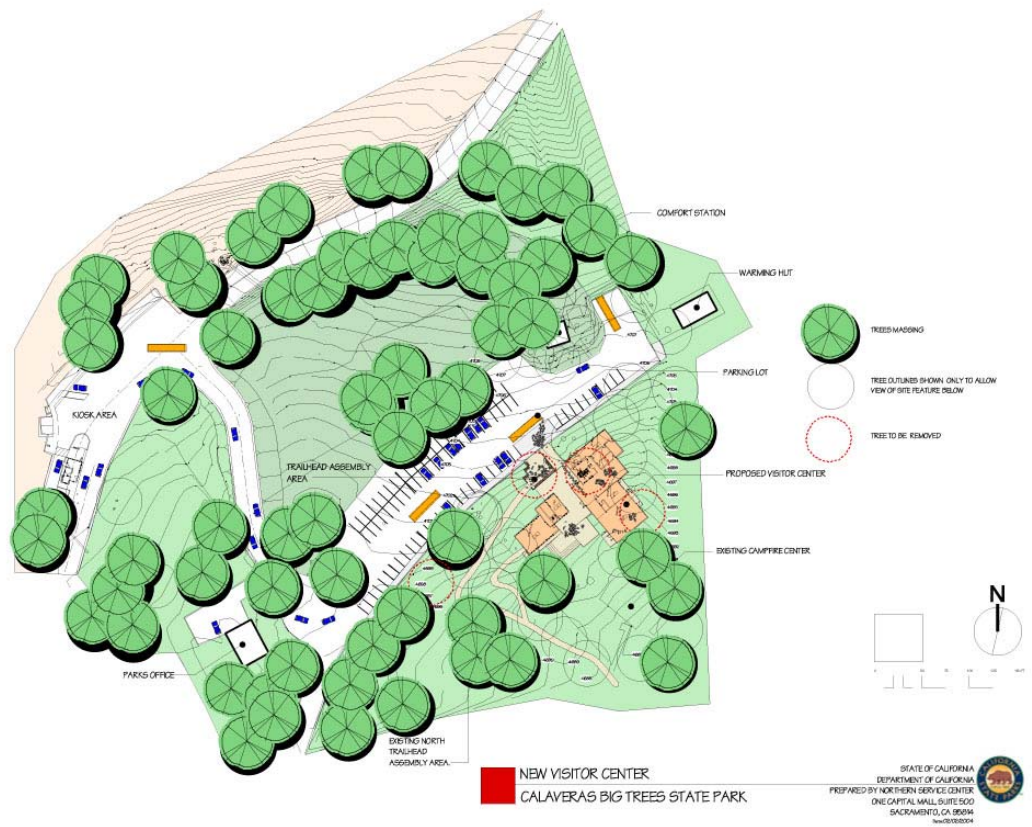 COMFORT STATION
WARMING HUT
TREES MASSING
PARKING LOT
TREE OUTLINES SHOWN ONLY TO ALLOW
VIEW OF SITE FEATURE BELOW
KIOSK AREA
TREE TO BE REMOVED
TRAILHEAD ASSEMBLY
AREA
PROPOSED VISITOR CENTER
EXISTING CAMPFIRE CENTER
N
PARKS OFFICE
EXISTING NORTH
TRAILHEAD
ASSEMBLY AREA
NEW VISITOR CENTER
CALAVERAS BIG TREES STATE PARK
STATE OF CALIFORNIA
DEPARTMENT OF CALIFORNIA
PREPARED BY NORTHERN SERVICE CENTER
ONE CAPITAL MALL, SUITE 500
SACRAMENTO, CA 95814
CALIFORNIA
STATE PARKS